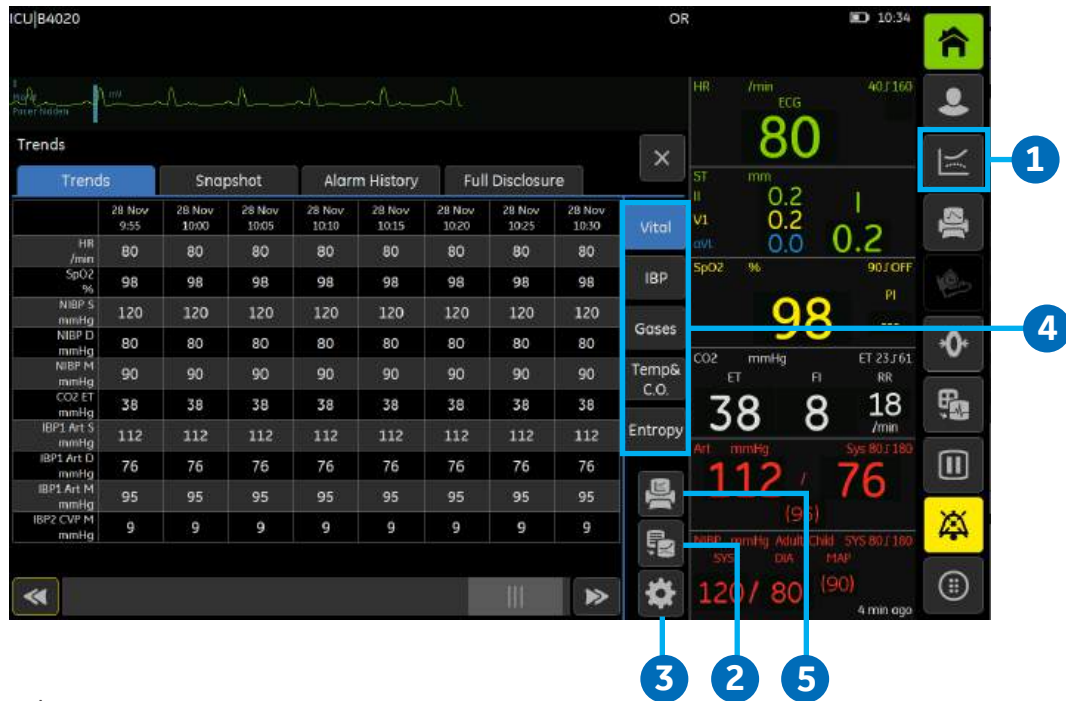 ICU|B4020 OR 10:34
mV
HR /min 40 160
ECG
80
Trends
Trends Snapshot Alarm History Full Disclosure
ST mm
II 0.2 I
V1 0.2
aVL 0.0 0.2
28 Nov 28 Nov 28 Nov 28 Nov 28 Nov 28 Nov 28 Nov 28 Nov
9:55 10:00 10:05 10:10 10:15 10:20 10:25 10:30
HR /min 80 80 80 80 80 80 80 80
SpO2 % 98 98 98 98 98 98 98 98
NIBP S mmHg 120 120 120 120 120 120 120 120
NIBP D mmHg 80 80 80 80 80 80 80 80
NIBP M mmHg 90 90 90 90 90 90 90 90
CO2 ET mmHg 38 38 38 38 38 38 38 38
IBP1 Art S mmHg 112 112 112 112 112 112 112 112
IBP1 Art D mmHg 76 76 76 76 76 76 76 76
IBP1 Art M mmHg 95 95 95 95 95 95 95 95
IBP2 CVP M mmHg 9 9 9 9 9 9 9 9
Vital
IBP
Gases
Temp&
C.O.
Entropy
SpO2 % 90 OFF
PI
98 ---
CO2 mmHg ET 23 61
ET FI RR
38 8 18
/min
Art mmHg Sys 80 180
112 / 76
NIBP mmHg Adult Child SYS 80 180
SYS DIA MAP
120/ 80 (90)
4 min ago
1
4
3 2 5